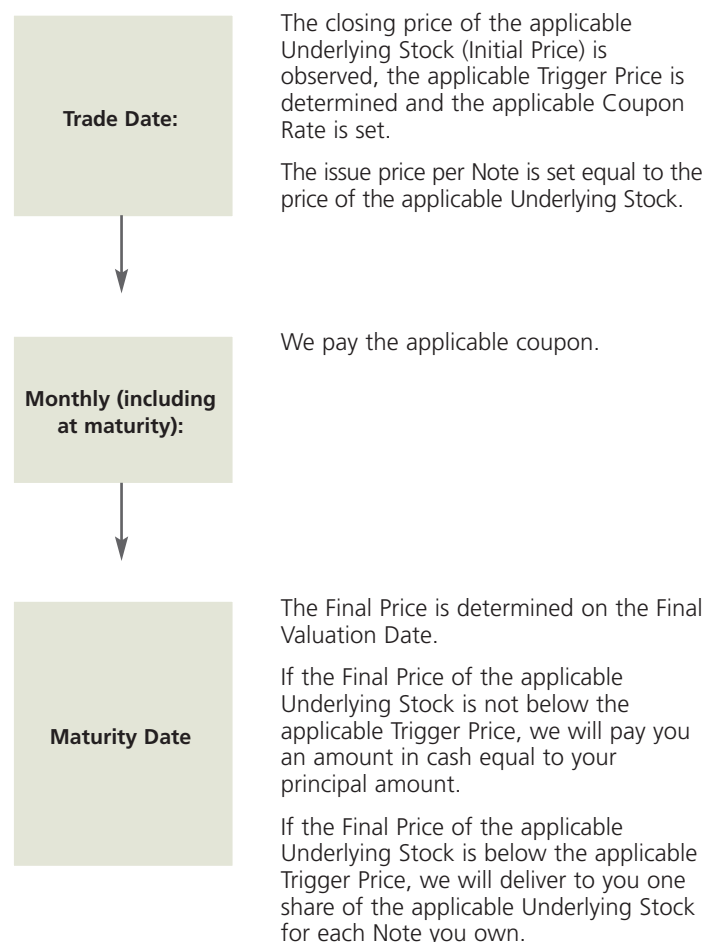 Trade Date:
The closing price of the applicable
Underlying Stock (Initial Price) is
observed, the applicable Trigger Price is
determined and the applicable Coupon
Rate is set.
The issue price per Note is set equal to the
price of the applicable Underlying Stock.
Monthly (including
at maturity):
We pay the applicable coupon.
Maturity Date
The Final Price is determined on the Final
Valuation Date.
If the Final Price of the applicable
Underlying Stock is not below the
applicable Trigger Price, we will pay you
an amount in cash equal to your
principal amount.
If the Final Price of the applicable
Underlying Stock is below the applicable
Trigger Price, we will deliver to you one
share of the applicable Underlying Stock
for each Note you own.